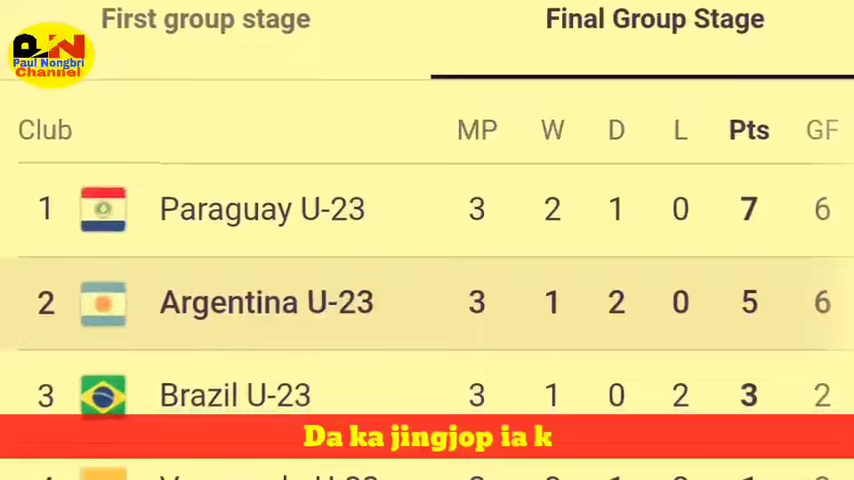 First group stage Final Group Stage
PN
Paul Nongbri
Channel
Club MP W D L Pts GF
1 Paraguay U-23 3 2 1 0 7 6
2 Argentina U-23 3 1 2 0 5 6
3 Brazil U-23 3 1 0 2 3 2
Da ka jingjop ia k